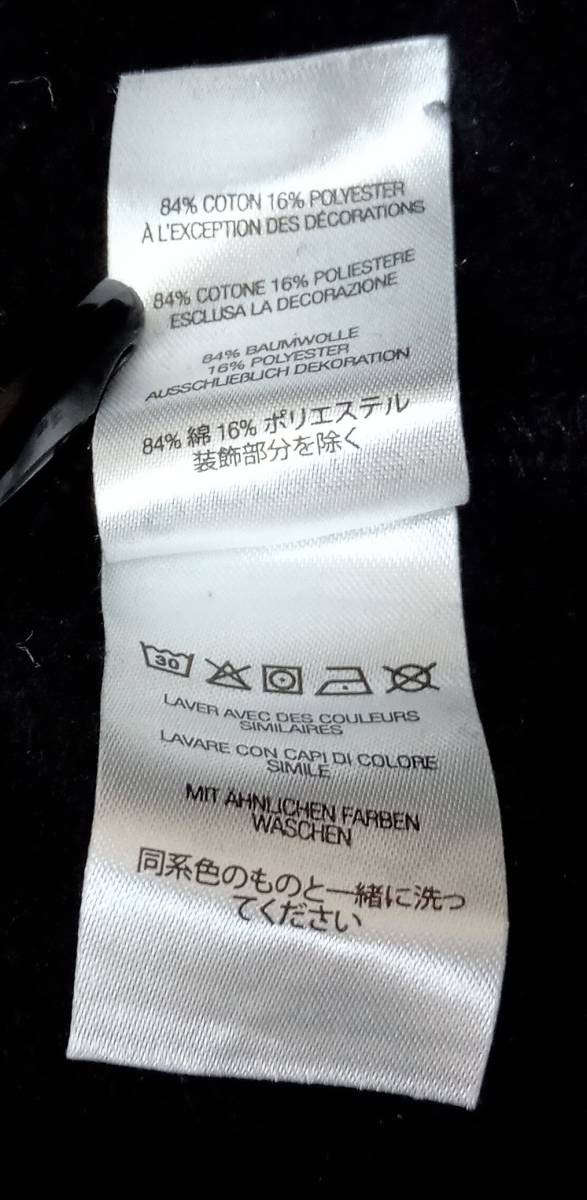 84% COTON 16% POLYESTER
À L'EXCEPTION DES DÉCORATIONS
84% COTONE 16% POLIESTERE
ESCLUSA LA DECORAZIONE
84% BAUMWOLLE
16% POLYESTER
AUSSCHLIEBLICH DEKORATION
84% 綿 16% ポリエステル
装飾部分を除く
30
LAVER AVEC DES COULEURS
SIMILAIRES
LAVARE CON CAPI DI COLORE
SIMILE
MIT ÄHNLICHEN FARBEN
WASCHEN
同系色のものと一緒に洗っ
てください